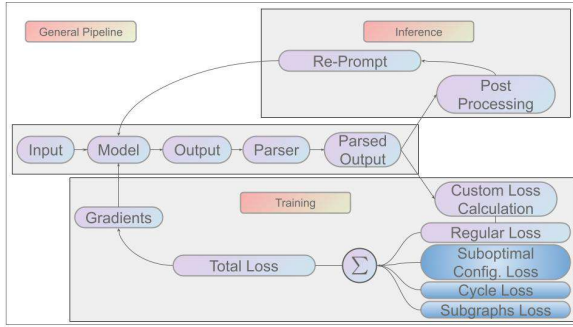 General Pipeline
Inference
Re-Prompt
Post
Processing
Input
Model
Output
Parser
Parsed
Output
Training
Custom Loss
Calculation
Gradients
Regular Loss
Suboptimal
Config. Loss
Total Loss
Σ
Cycle Loss
Subgraphs Loss